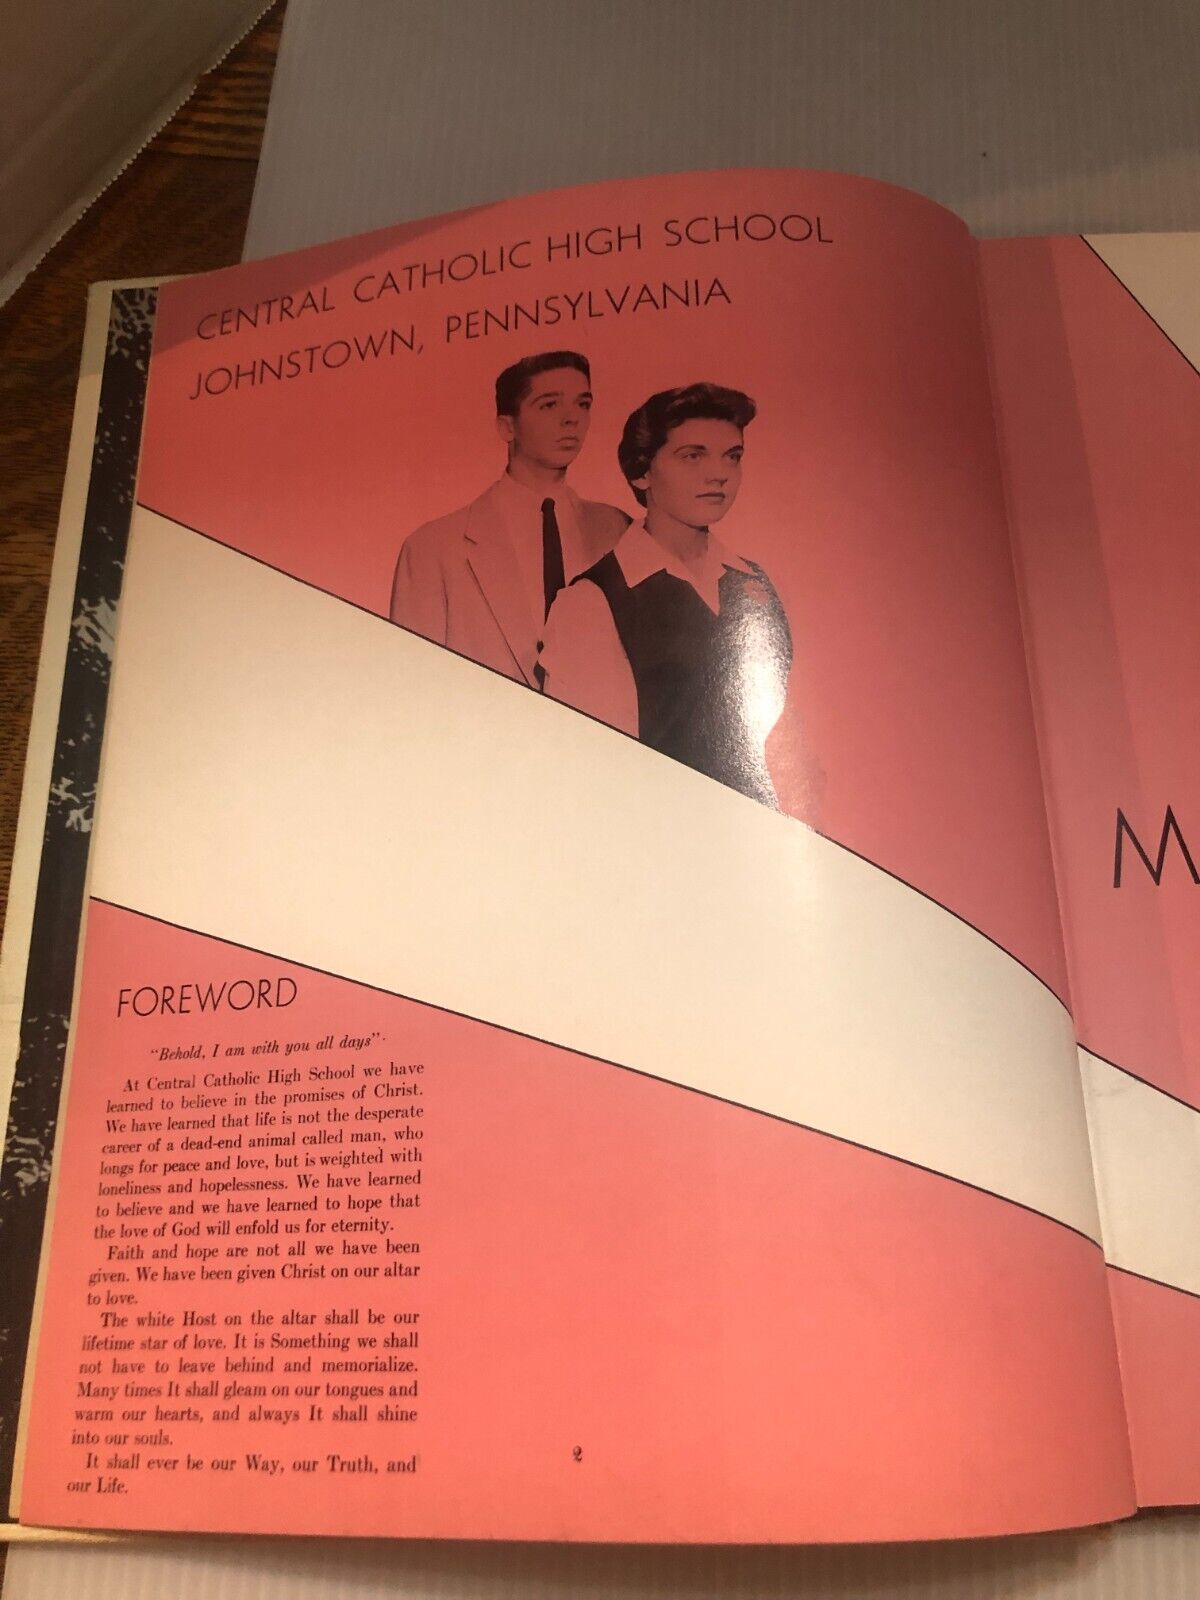 CENTRAL CATHOLIC HIGH SCHOOL
JOHNSTOWN, PENNSYLVANIA
FOREWORD
"Behold, I am with you all days".
At Central Catholic High School we have
learned to believe in the promises of Christ.
We have learned that life is not the desperate
career of a dead-end animal called man, who
longs for peace and love, but is weighted with
loneliness and hopelessness. We have learned
to believe and we have learned to hope that
the love of God will enfold us for eternity.
Faith and hope are not all we have been
given. We have been given Christ on our altar
to love.
The white Host on the altar shall be our
lifetime star of love. It is Something we shall
not have to leave behind and memorialize.
Many times It shall gleam on our tongues and
warm our hearts, and always It shall shine
into our souls.
It shall ever be our Way, our Truth, and
our Life.
2
M